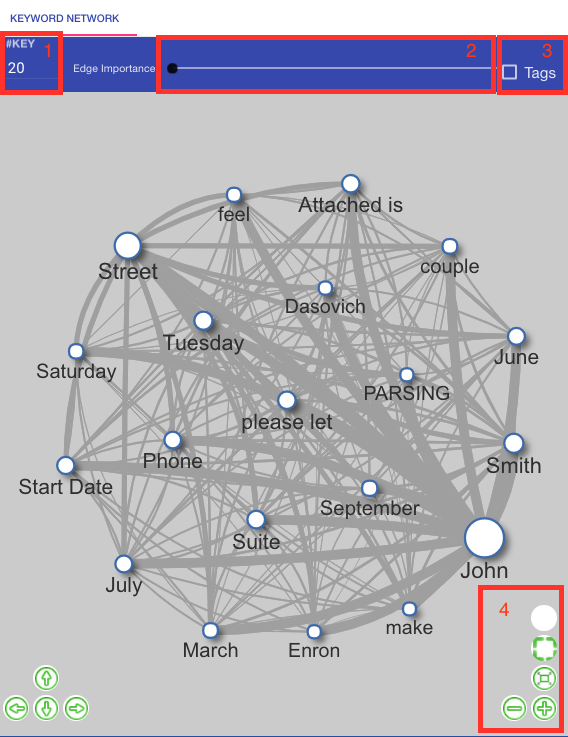 KEYWORD NETWORK
#KEY
1
20
Edge Importance
2
3
Tags
feel
Attached is
Street
couple
Dasovich
Tuesday
June
Saturday
PARSING
please let
Phone
Smith
Start Date
September
Suite
John
July
make
March
Enron
4